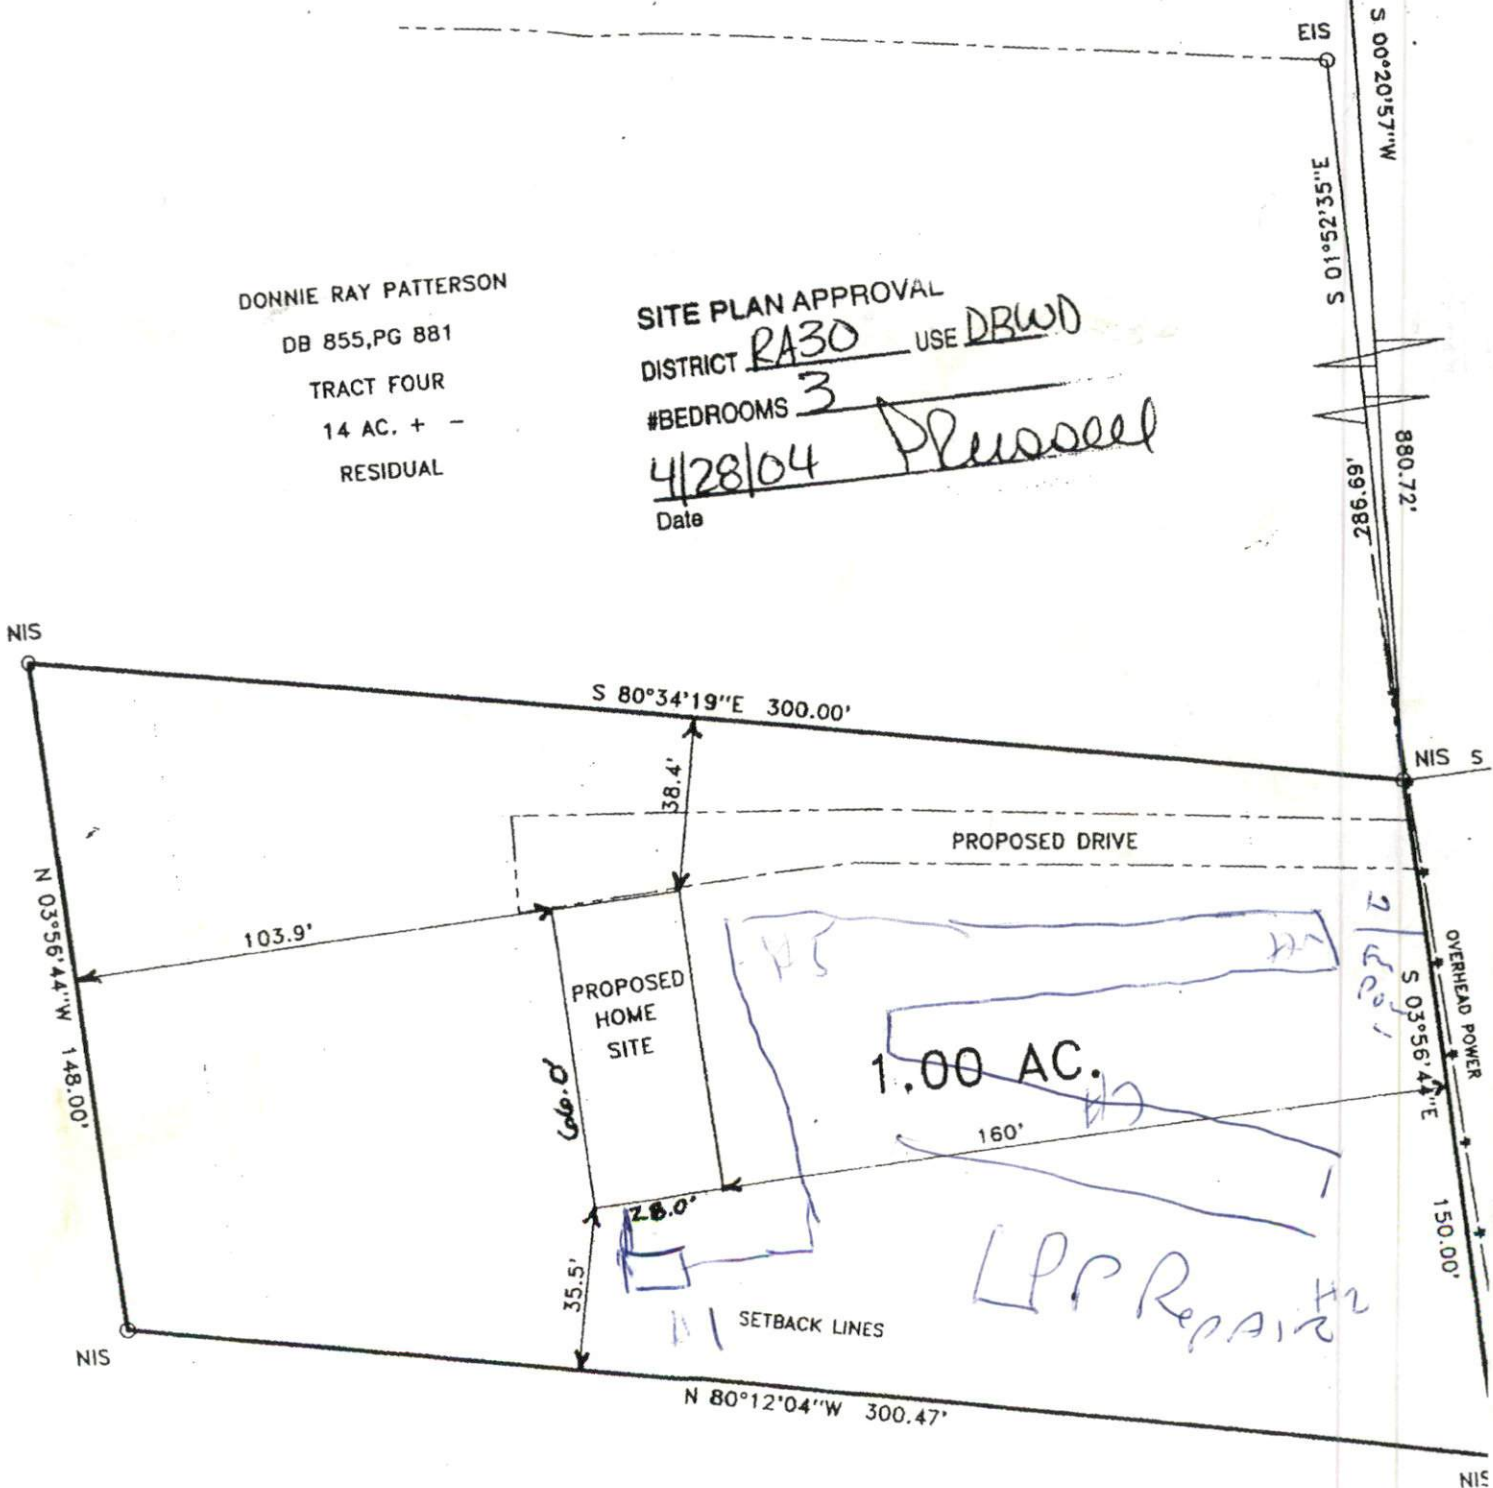 EIS
S 00°20'57"W
S 01°52'35"E
DONNIE RAY PATTERSON
DB 855,PG 881
TRACT FOUR
14 AC. + -
RESIDUAL
SITE PLAN APPROVAL
DISTRICT RA30 USE DBWD
#BEDROOMS 3
4/28/04
Date
286.69'
880.72'
NIS
S 80°34'19"E 300.00'
NIS S
38.4'
PROPOSED DRIVE
N 03°56'44"W 148.00'
103.9'
PROPOSED
HOME
SITE
66.0'
1.00 AC.
OVERHEAD POWER
S 03°56'44"E
150.00'
160'
28.0'
35.5'
LPP Repair
#2
SETBACK LINES
NIS
N 80°12'04"W 300.47'
NIS